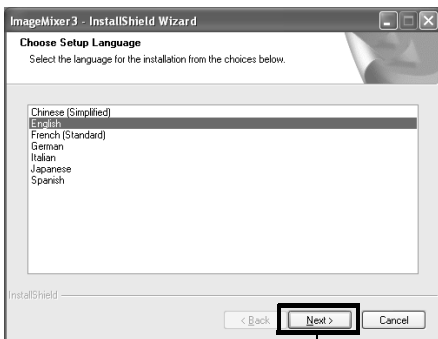 ImageMixer3 - InstallShield Wizard
Choose Setup Language
Select the language for the installation from the choices below.
Chinese (Simplified)
English
French (Standard)
German
Italian
Japanese
Spanish
InstallShield
< Back
Next >
Cancel